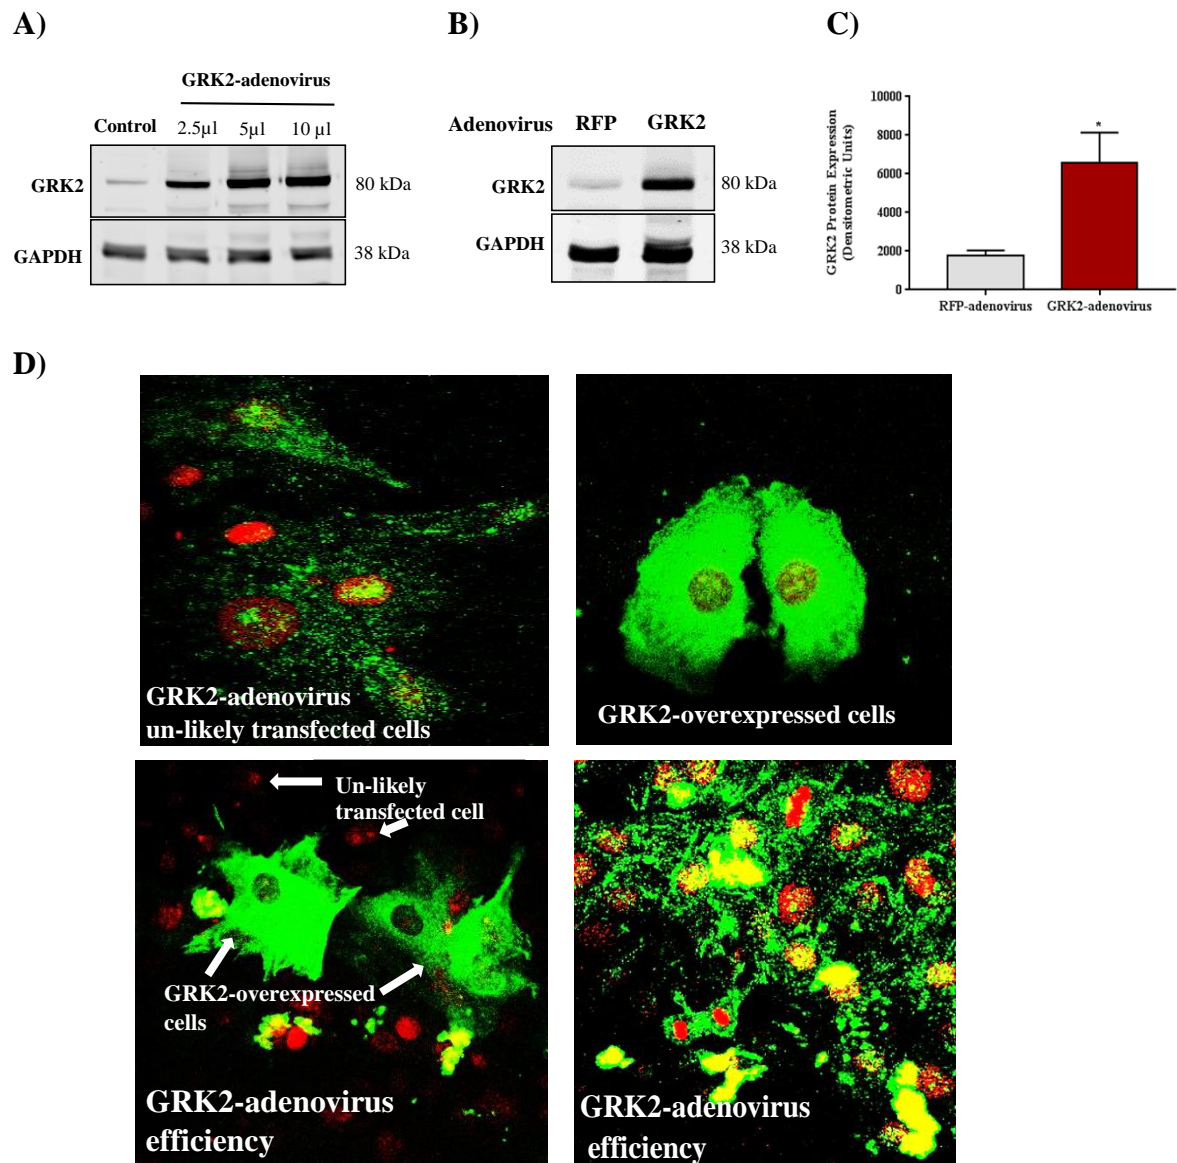 A)
B)
C)
GRK2-adenovirus
Control 2.5µl 5µl 10 µl
GRK2 80 kDa
GAPDH 38 kDa
Adenovirus RFP GRK2
GRK2 80 kDa
GAPDH 38 kDa
GRK2 Protein Expression
(Densitometric Units)
10000
8000
6000
4000
2000
0
*
RFP-adenovirus GRK2-adenovirus
D)
GRK2-adenovirus
un-likely transfected cells
GRK2-overexpressed cells
Un-likely
transfected cell
GRK2-overexpressed
cells
GRK2-adenovirus
efficiency
GRK2-adenovirus
efficiency